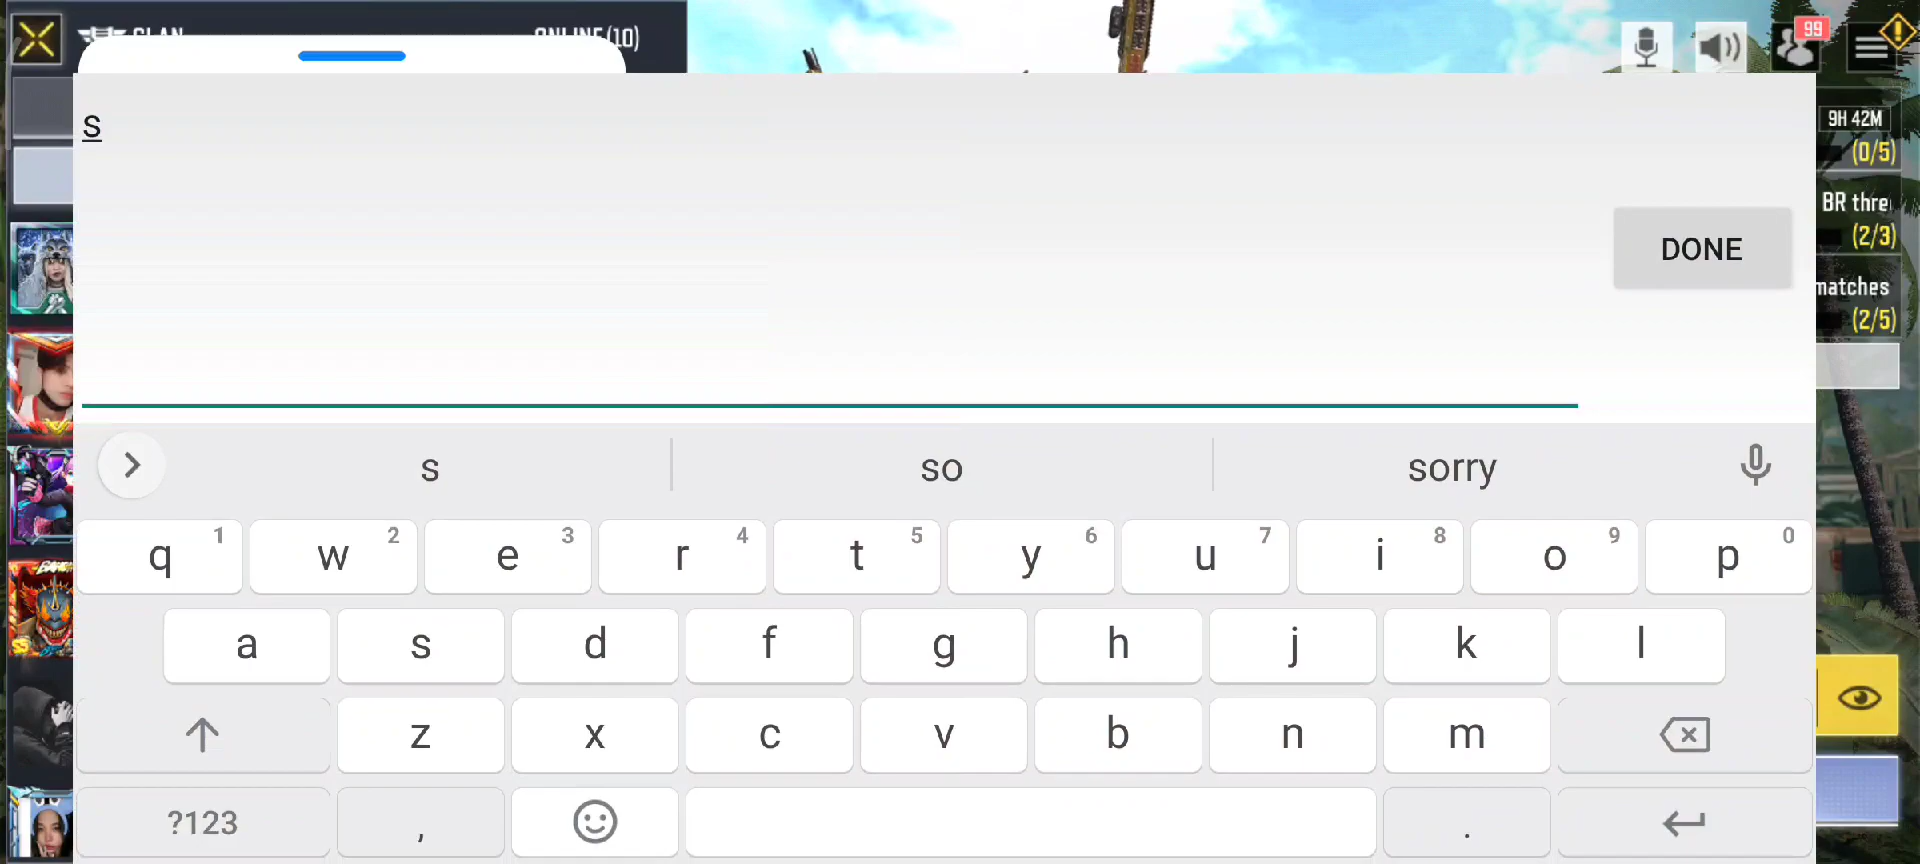 CLAN
ONLINE(10)
99
s
9H 42M
(0/5)
BR thre
(2/3)
DONE
matches
(2/5)
s
so
sorry
q 1 w 2 e 3 r 4 t 5 y 6 u 7 i 8 o 9 p 0
a s d f g h j k l
z x c v b n m
?123 , .